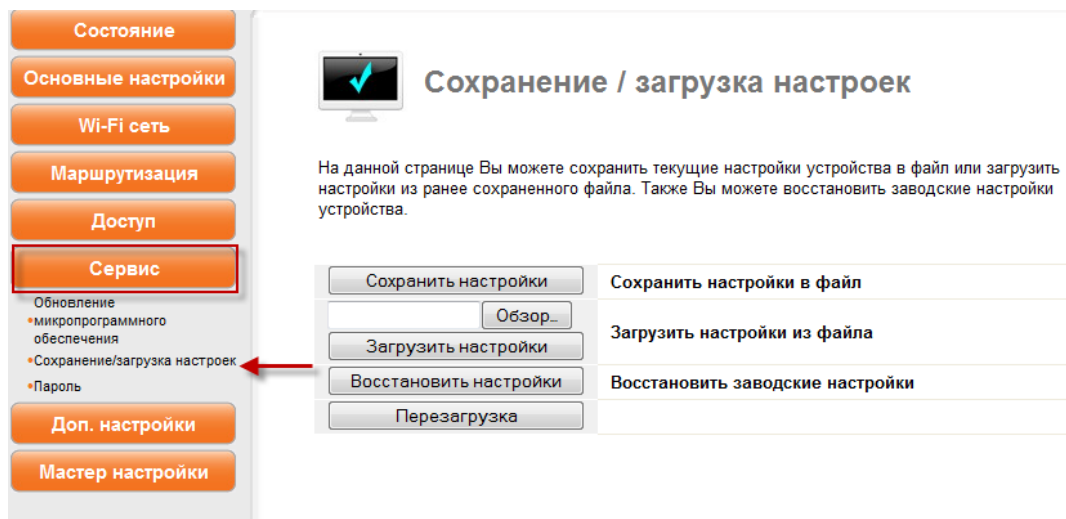 Состояние
Основные настройки
Wi-Fi сеть
Маршрутизация
Доступ
Сервис
Обновление
микропрограммного
обеспечения
Сохранение/загрузка настроек
Пароль
Доп. настройки
Мастер настройки
Сохранение / загрузка настроек
На данной странице Вы можете сохранить текущие настройки устройства в файл или загрузить
настройки из ранее сохраненного файла. Также Вы можете восстановить заводские настройки
устройства.
Сохранить настройки
Сохранить настройки в файл
Обзор...
Загрузить настройки
Загрузить настройки из файла
Восстановить настройки
Восстановить заводские настройки
Перезагрузка